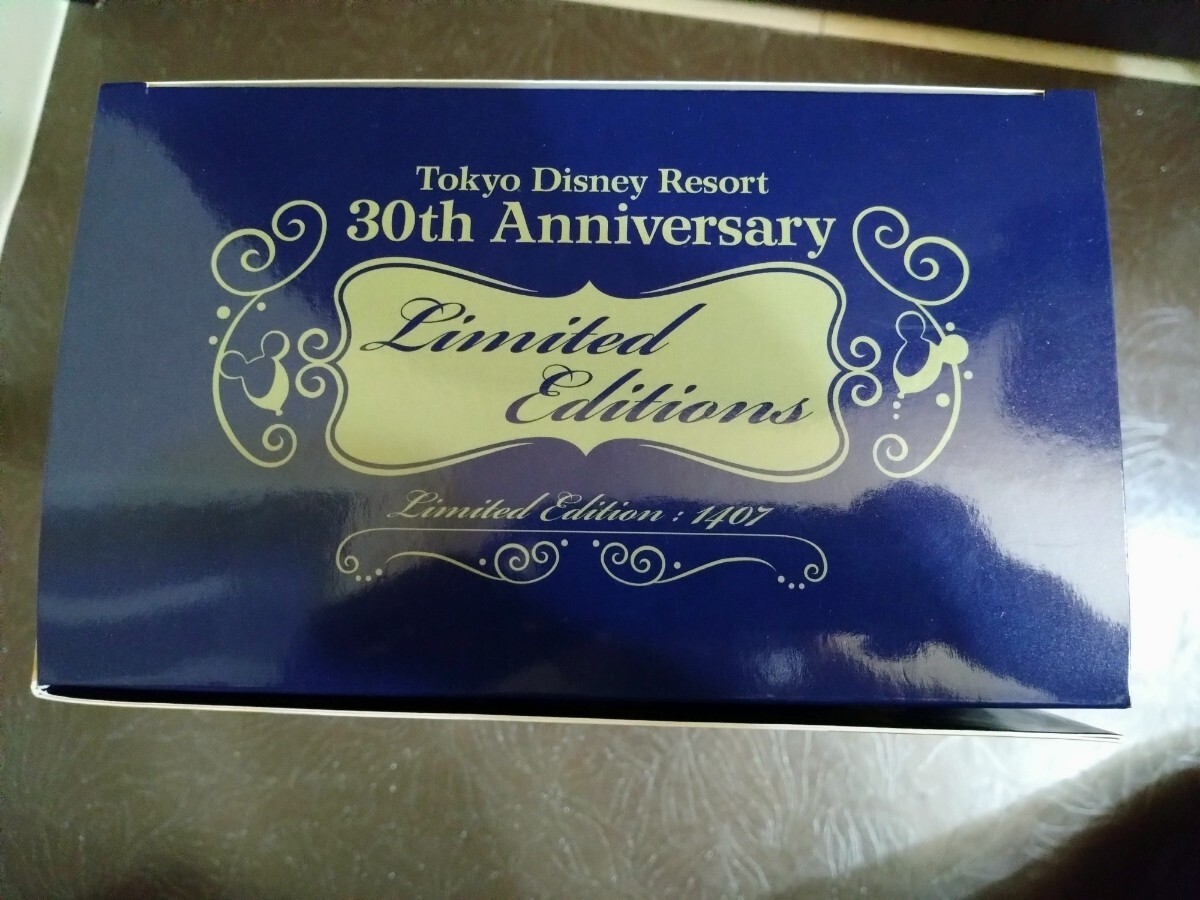 Tokyo Disney Resort
30th Anniversary
Limited
Editions
Limited Edition : 1407